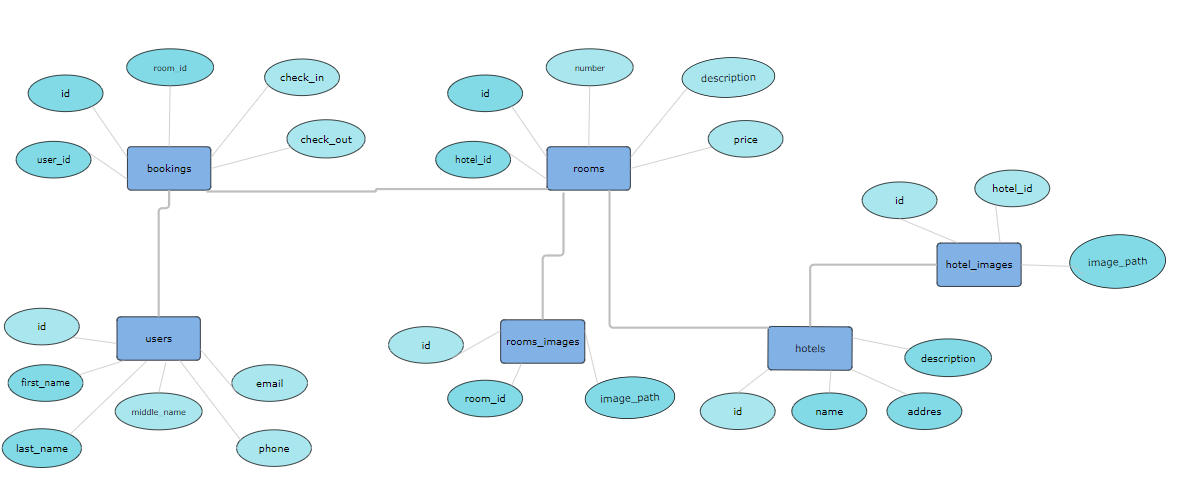 room_id
number
check_in
description
id
id
check_out
price
user_id
hotel_id
bookings
rooms
hotel_id
id
image_path
hotel_images
id
users
rooms_images
id
hotels
description
first_name
email
room_id
image_path
middle_name
id
name
addres
last_name
phone